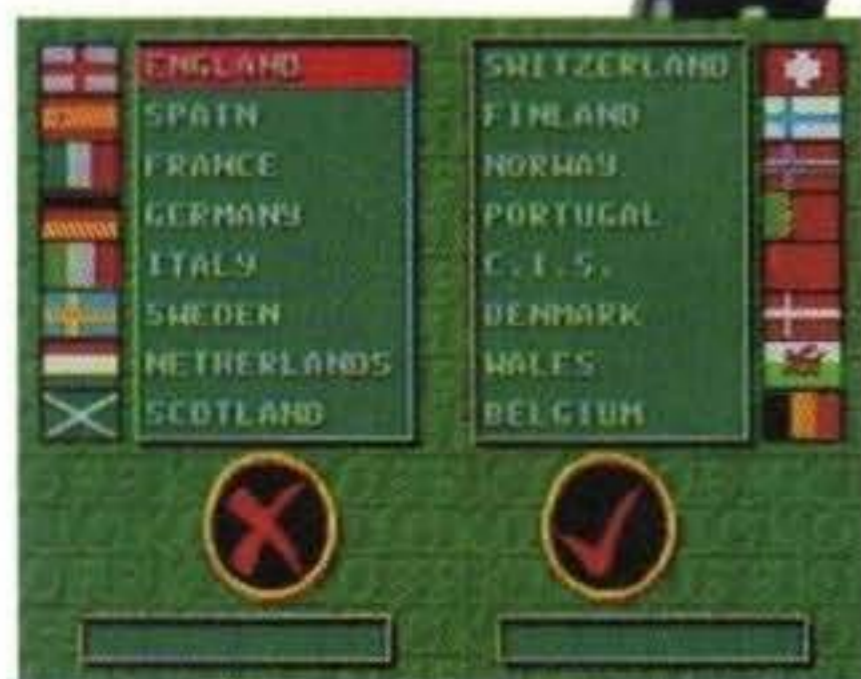 ENGLAND
SPAIN
FRANCE
GERMANY
ITALY
SWEDEN
NETHERLANDS
SCOTLAND
SWITZERLAND
FINLAND
NORWAY
PORTUGAL
C.I.S.
DENMARK
WALES
BELGIUM